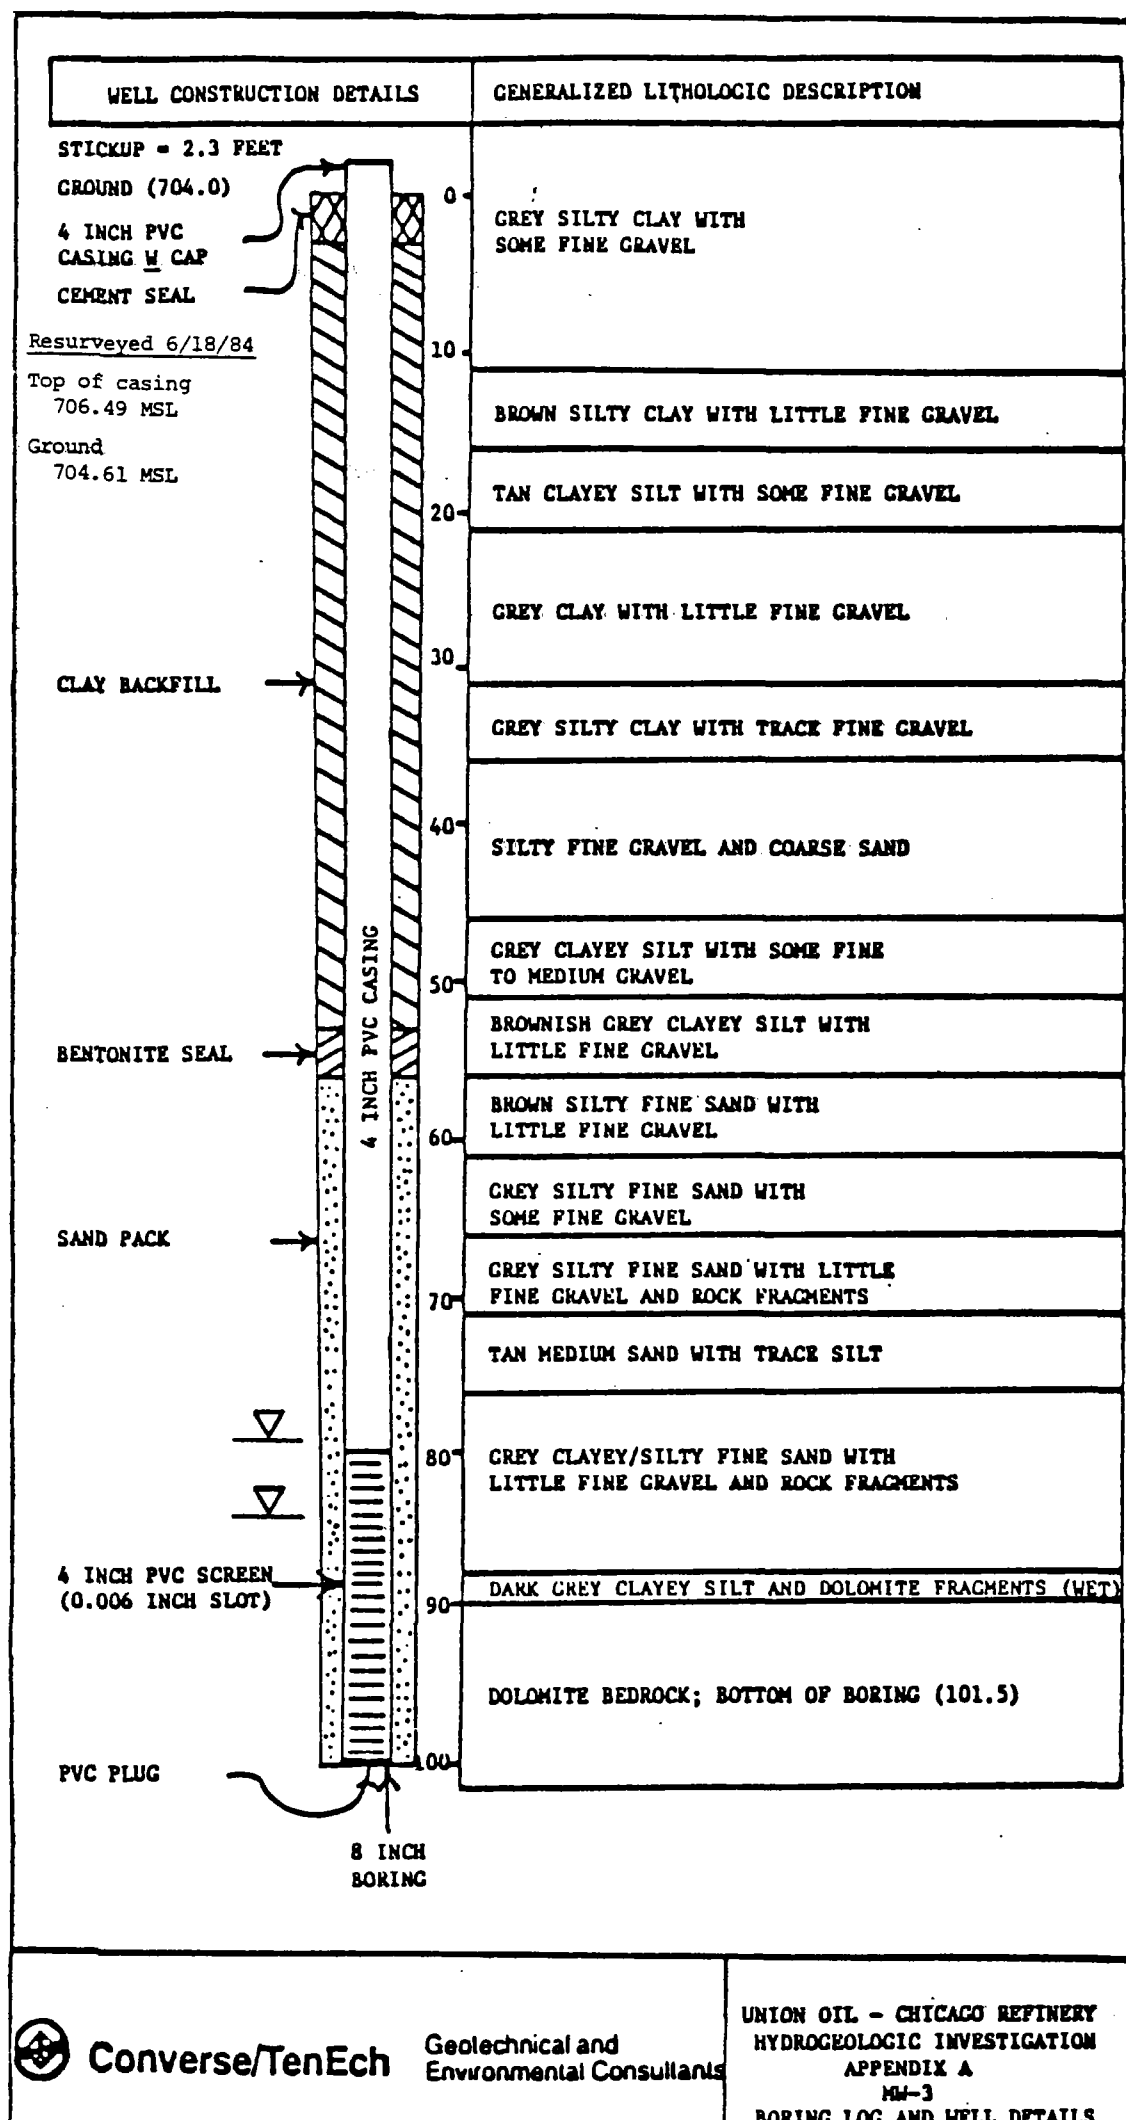 WELL CONSTRUCTION DETAILS
GENERALIZED LITHOLOGIC DESCRIPTION
STICKUP = 2.3 FEET
GROUND (704.0)
4 INCH PVC
CASING W CAP
CEMENT SEAL
Resurveyed 6/18/84
Top of casing
706.49 MSL
Ground
704.61 MSL
CLAY BACKFILL
BENTONITE SEAL
SAND PACK
4 INCH PVC SCREEN
(0.006 INCH SLOT)
PVC PLUG
8 INCH
BORING
4 INCH PVC CASING
0
10
20
30
40
50
60
70
80
90
100
GREY SILTY CLAY WITH
SOME FINE GRAVEL
BROWN SILTY CLAY WITH LITTLE FINE GRAVEL
TAN CLAYEY SILT WITH SOME FINE GRAVEL
GREY CLAY WITH LITTLE FINE GRAVEL
GREY SILTY CLAY WITH TRACE FINE GRAVEL
SILTY FINE GRAVEL AND COARSE SAND
GREY CLAYEY SILT WITH SOME FINE
TO MEDIUM GRAVEL
BROWNISH GREY CLAYEY SILT WITH
LITTLE FINE GRAVEL
BROWN SILTY FINE SAND WITH
LITTLE FINE GRAVEL
GREY SILTY FINE SAND WITH
SOME FINE GRAVEL
GREY SILTY FINE SAND WITH LITTLE
FINE GRAVEL AND ROCK FRAGMENTS
TAN MEDIUM SAND WITH TRACE SILT
GREY CLAYEY/SILTY FINE SAND WITH
LITTLE FINE GRAVEL AND ROCK FRAGMENTS
DARK GREY CLAYEY SILT AND DOLOMITE FRAGMENTS (WET)
DOLOMITE BEDROCK; BOTTOM OF BORING (101.5)
Converse/TenEch
Geotechnical and
Environmental Consultants
UNION OIL - CHICAGO REFINERY
HYDROGEOLOGIC INVESTIGATION
APPENDIX A
MW-3
BORING LOG AND WELL DETAILS